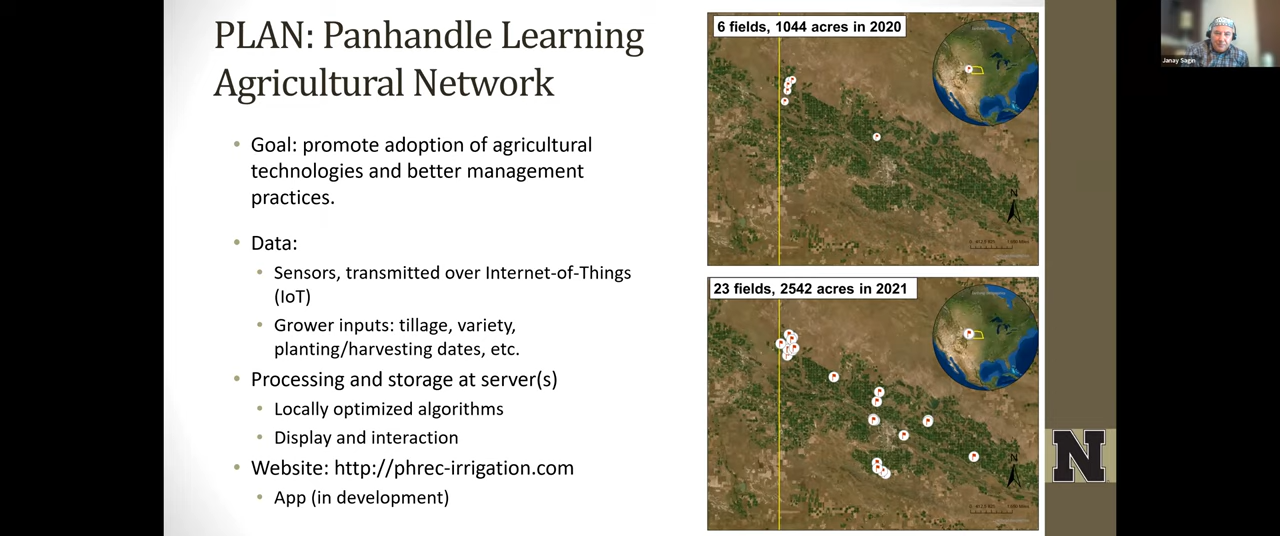 PLAN: Panhandle Learning
Agricultural Network
• Goal: promote adoption of agricultural
technologies and better management
practices.
• Data:
• Sensors, transmitted over Internet-of-Things
(IoT)
• Grower inputs: tillage, variety,
planting/harvesting dates, etc.
• Processing and storage at server(s)
• Locally optimized algorithms
• Display and interaction
• Website: http://phrec-irrigation.com
• App (in development)
6 fields, 1044 acres in 2020
N
23 fields, 2542 acres in 2021
N
N
Janay Sagin